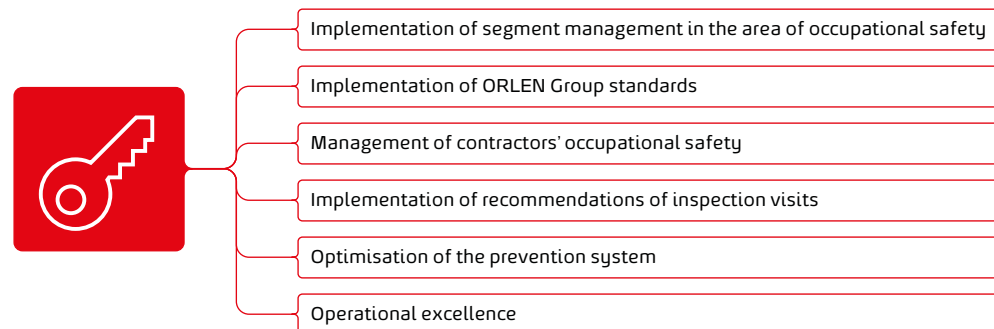 Implementation of segment management in the area of occupational safety
Implementation of ORLEN Group standards
Management of contractors' occupational safety
Implementation of recommendations of inspection visits
Optimisation of the prevention system
Operational excellence